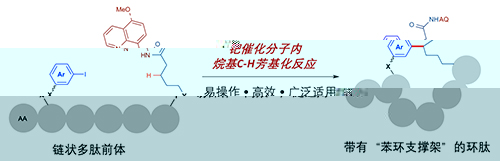 MeO
N
HN
O
H
Ar
I
X
AA
链状多肽前体
钯催化分子内
烷基C-H芳基化反应
易操作 • 高效 • 广泛适用
O
NHAQ
Ar
X
带有“苯环支撑架”的环肽